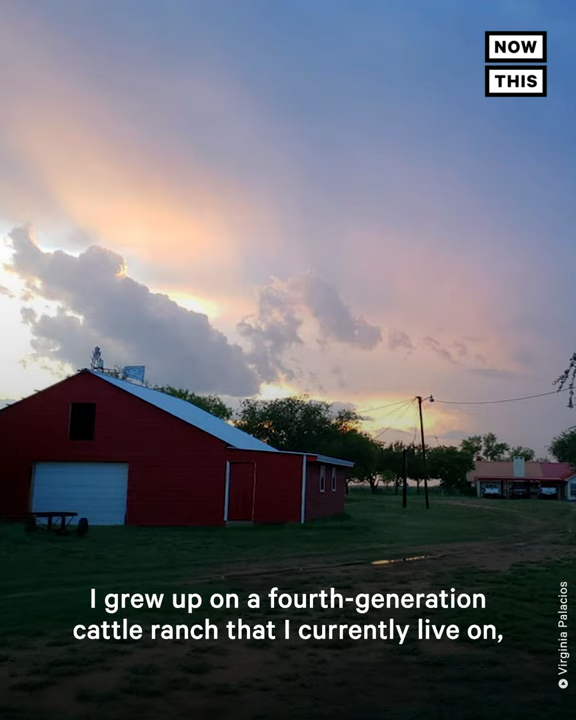 NOW
THIS
I grew up on a fourth-generation
cattle ranch that I currently live on,
Virginia Palacios